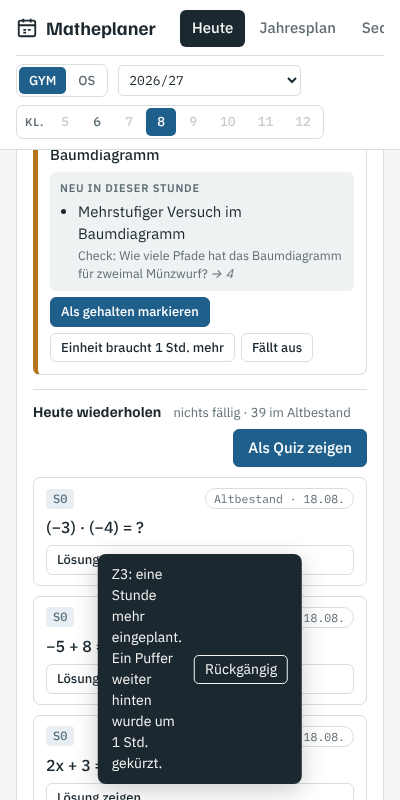 Matheplaner
Heute
Jahresplan
GYM
OS
2026/27
KL.
5
6
7
8
9
10
11
12
Baumdiagramm
NEU IN DIESER STUNDE
• Mehrstufiger Versuch im
Baumdiagramm
Check: Wie viele Pfade hat das Baumdiagramm
für zweimal Münzwurf? → 4
Als gehalten markieren
Einheit braucht 1 Std. mehr
Fällt aus
Heute wiederholen
nichts fällig · 39 im Altbestand
Als Quiz zeigen
S0
Altbestand · 18.08.
(−3) · (−4) = ?
Lösung
S0
18.08.
−5 + 8
Lösung
S0
18.08.
2x + 3 =
Lösung zeigen
Z3: eine
Stunde
mehr
eingeplant.
Ein Puffer
weiter
hinten
wurde um
1 Std.
gekürzt.
Rückgängig